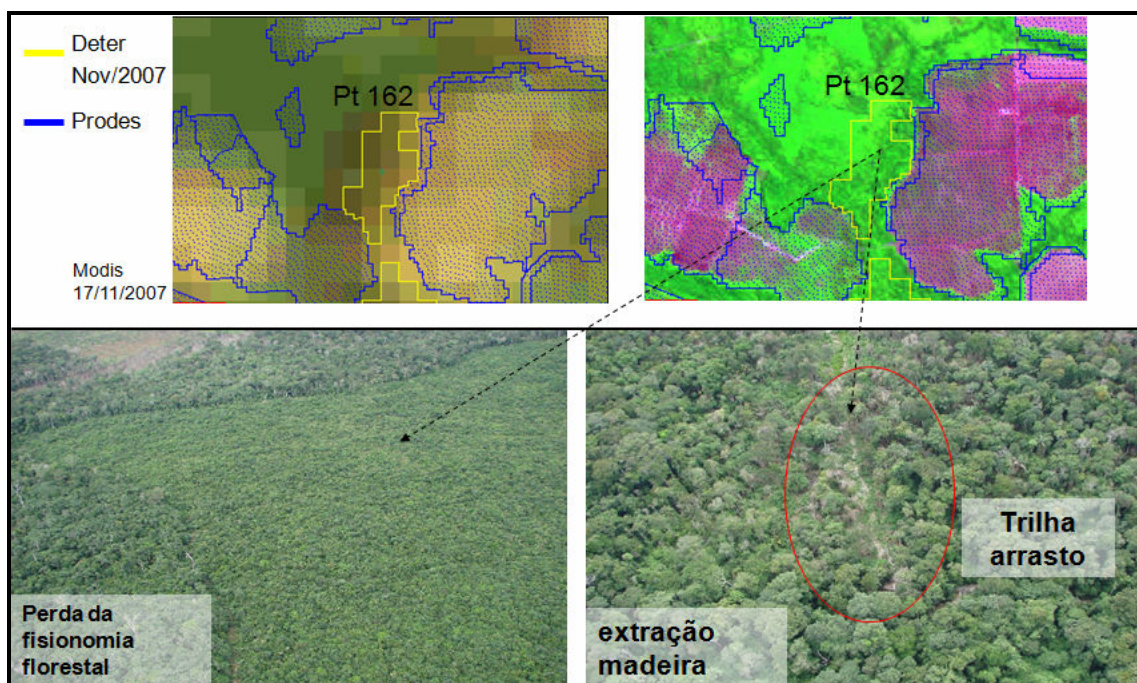 Deter
Nov/2007
Prodes
Modis
17/11/2007
Pt 162
Pt 162
Perda da
fisionomia
florestal
extração
madeira
Trilha
arrasto